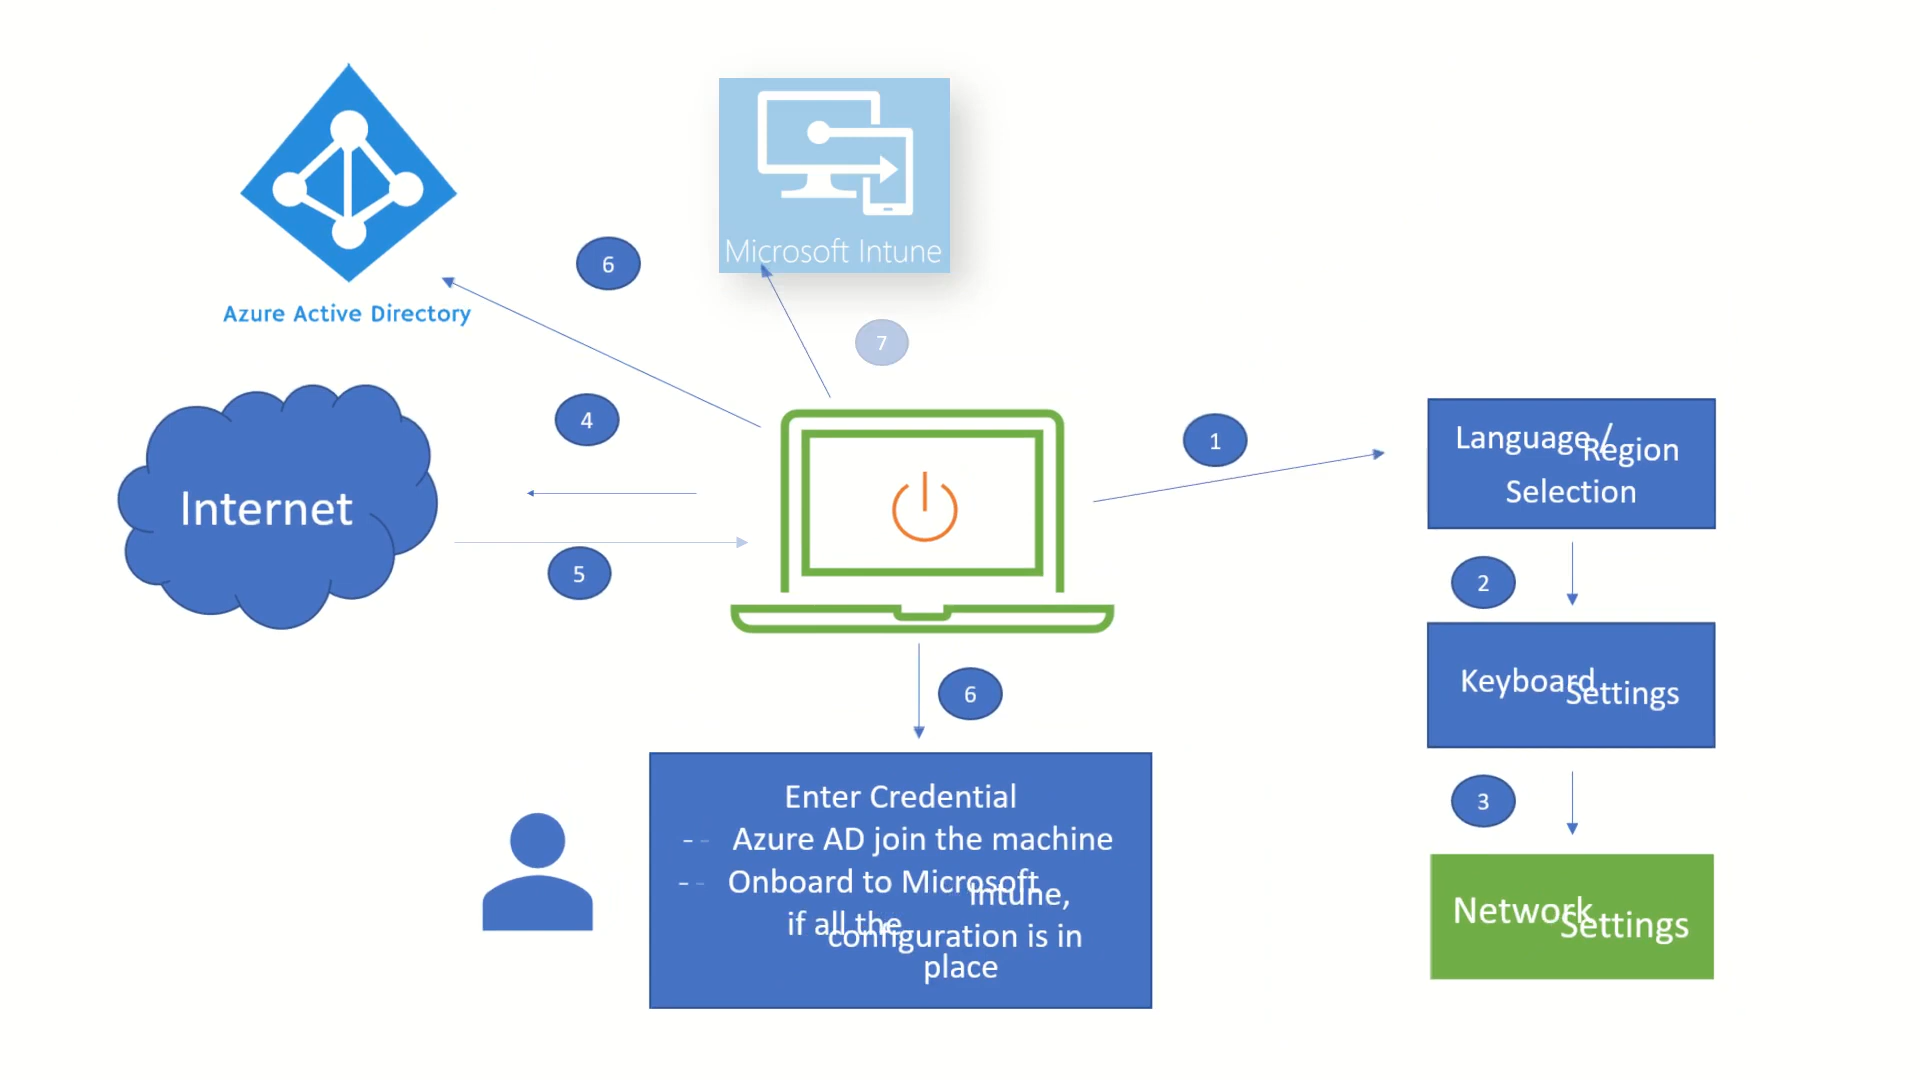 Microsoft Intune
6
Azure Active Directory
7
4
1
Language / Region
Selection
Internet
5
2
Keyboard Settings
6
3
Enter Credential
- - Azure AD join the machine
- - Onboard to Microsoft Intune,
if all the configuration is in
place
Network Settings